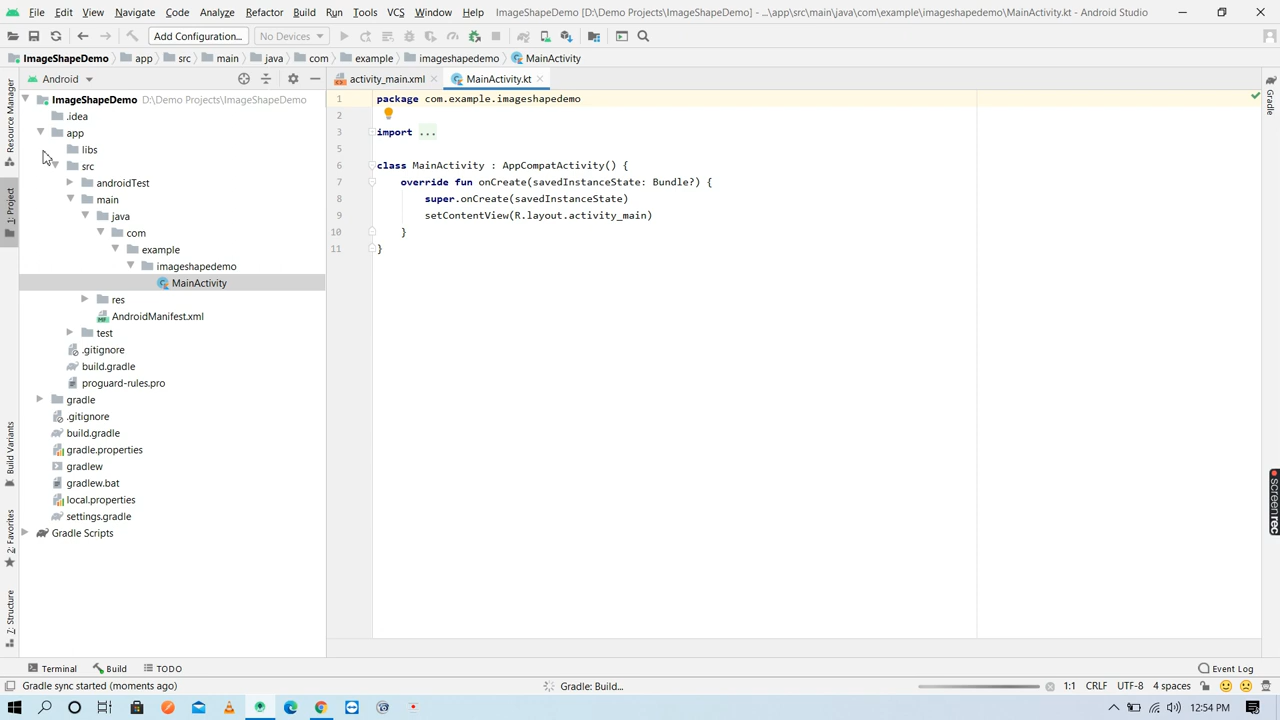 File Edit View Navigate Code Analyze Refactor Build Run Tools VCS Window Help ImageShapeDemo [D:\Demo Projects\ImageShapeDemo] - ...\app\src\main\java\com\example\imageshapedemo\MainActivity.kt - Android Studio
Add Configuration... No Devices
ImageShapeDemo app src main java com example imageshapedemo MainActivity
Android
activity_main.xml MainActivity.kt
Resource Manager
1: Project
Build Variants
2: Favorites
7: Structure
ImageShapeDemo D:\Demo Projects\ImageShapeDemo
.idea
app
libs
src
androidTest
main
java
com
example
imageshapedemo
MainActivity
res
AndroidManifest.xml
test
.gitignore
build.gradle
proguard-rules.pro
gradle
.gitignore
build.gradle
gradle.properties
gradlew
gradlew.bat
local.properties
settings.gradle
Gradle Scripts
1 package com.example.imageshapedemo
2
3 import ...
5
6 class MainActivity : AppCompatActivity() {
7 override fun onCreate(savedInstanceState: Bundle?) {
8 super.onCreate(savedInstanceState)
9 setContentView(R.layout.activity_main)
10 }
11 }
Gradle
screenrec
Terminal Build TODO Event Log
Gradle sync started (moments ago) Gradle: Build... 1:1 CRLF UTF-8 4 spaces
12:54 PM